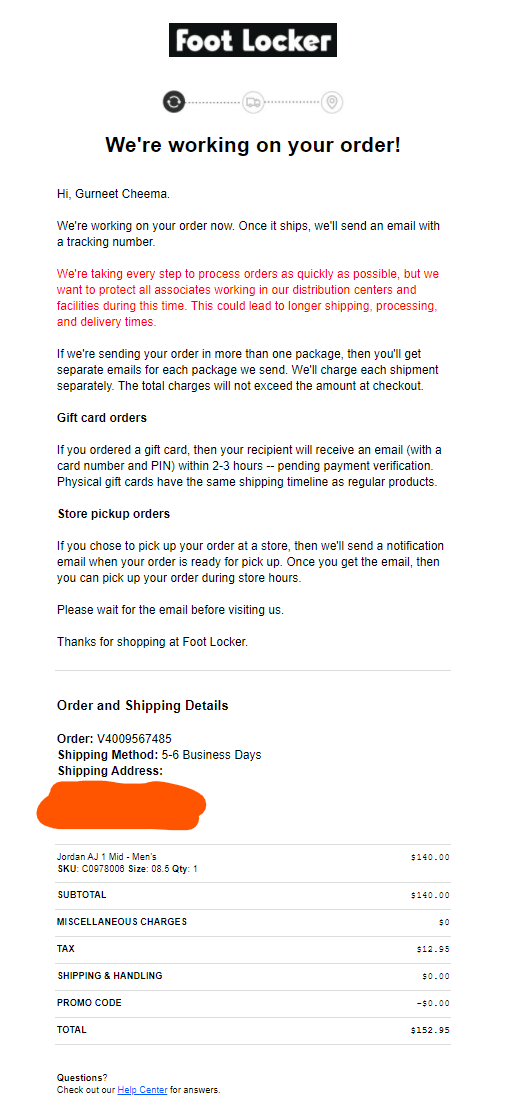 Foot Locker
We're working on your order!
Hi, Gurneet Cheema.
We're working on your order now. Once it ships, we'll send an email with
a tracking number.
We're taking every step to process orders as quickly as possible, but we
want to protect all associates working in our distribution centers and
facilities during this time. This could lead to longer shipping, processing,
and delivery times.
If we're sending your order in more than one package, then you'll get
separate emails for each package we send. We'll charge each shipment
separately. The total charges will not exceed the amount at checkout.
Gift card orders
If you ordered a gift card, then your recipient will receive an email (with a
card number and PIN) within 2-3 hours -- pending payment verification.
Physical gift cards have the same shipping timeline as regular products.
Store pickup orders
If you chose to pick up your order at a store, then we'll send a notification
email when your order is ready for pick up. Once you get the email, then
you can pick up your order during store hours.
Please wait for the email before visiting us.
Thanks for shopping at Foot Locker.
Order and Shipping Details
Order: V4009567485
Shipping Method: 5-6 Business Days
Shipping Address:
Jordan AJ 1 Mid - Men's $140.00
SKU: C0978006 Size: 08.5 Qty: 1
SUBTOTAL $140.00
MISCELLANEOUS CHARGES $0
TAX $12.95
SHIPPING & HANDLING $0.00
PROMO CODE -$0.00
TOTAL $152.95
Questions?
Check out our Help Center for answers.